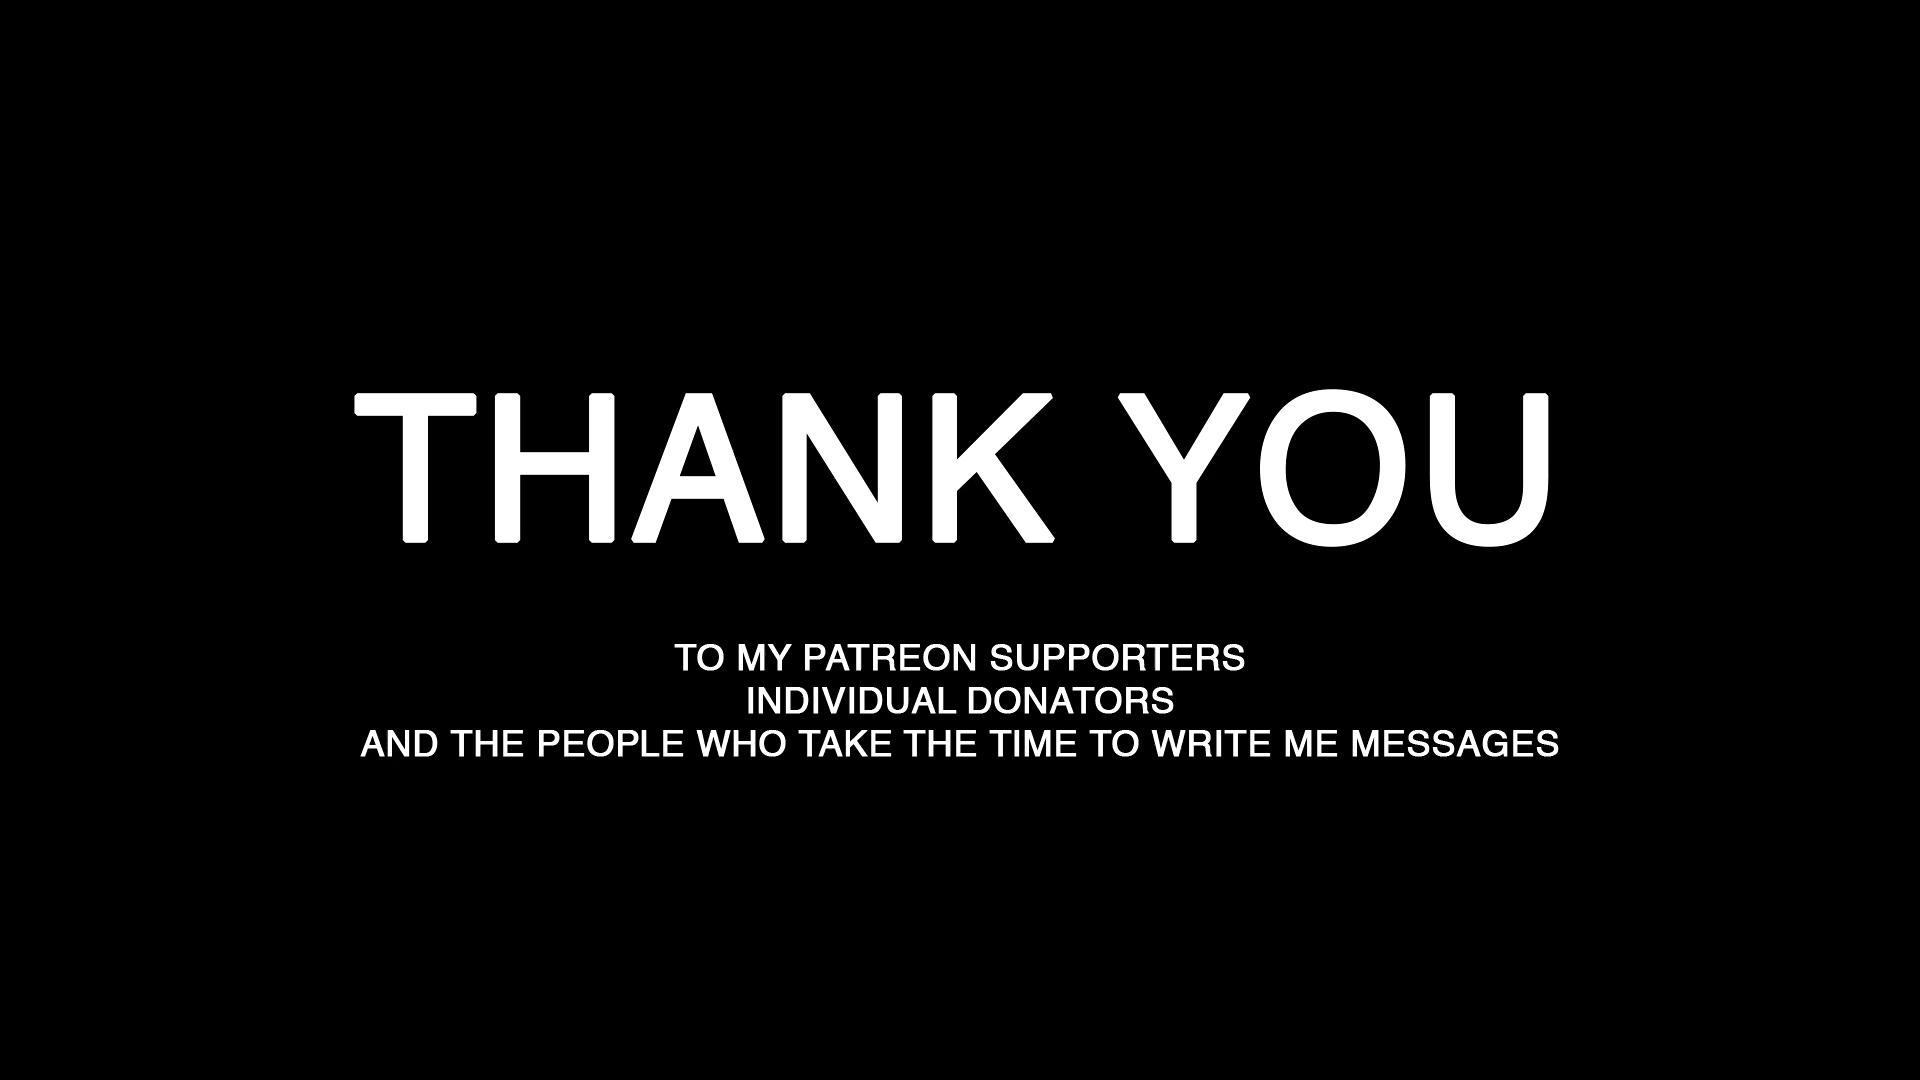 THANK YOU
TO MY PATREON SUPPORTERS
INDIVIDUAL DONATORS
AND THE PEOPLE WHO TAKE THE TIME TO WRITE ME MESSAGES